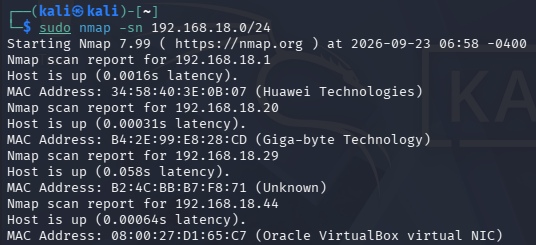 ┌──(kali㉿kali)-[~]
└─$ sudo nmap -sn 192.168.18.0/24
Starting Nmap 7.99 ( https://nmap.org ) at 2026-09-23 06:58 -0400
Nmap scan report for 192.168.18.1
Host is up (0.0016s latency).
MAC Address: 34:58:40:3E:0B:07 (Huawei Technologies)
Nmap scan report for 192.168.18.20
Host is up (0.00031s latency).
MAC Address: B4:2E:99:E8:28:CD (Giga-byte Technology)
Nmap scan report for 192.168.18.29
Host is up (0.058s latency).
MAC Address: B2:4C:BB:B7:F8:71 (Unknown)
Nmap scan report for 192.168.18.44
Host is up (0.00064s latency).
MAC Address: 08:00:27:D1:65:C7 (Oracle VirtualBox virtual NIC)
KA